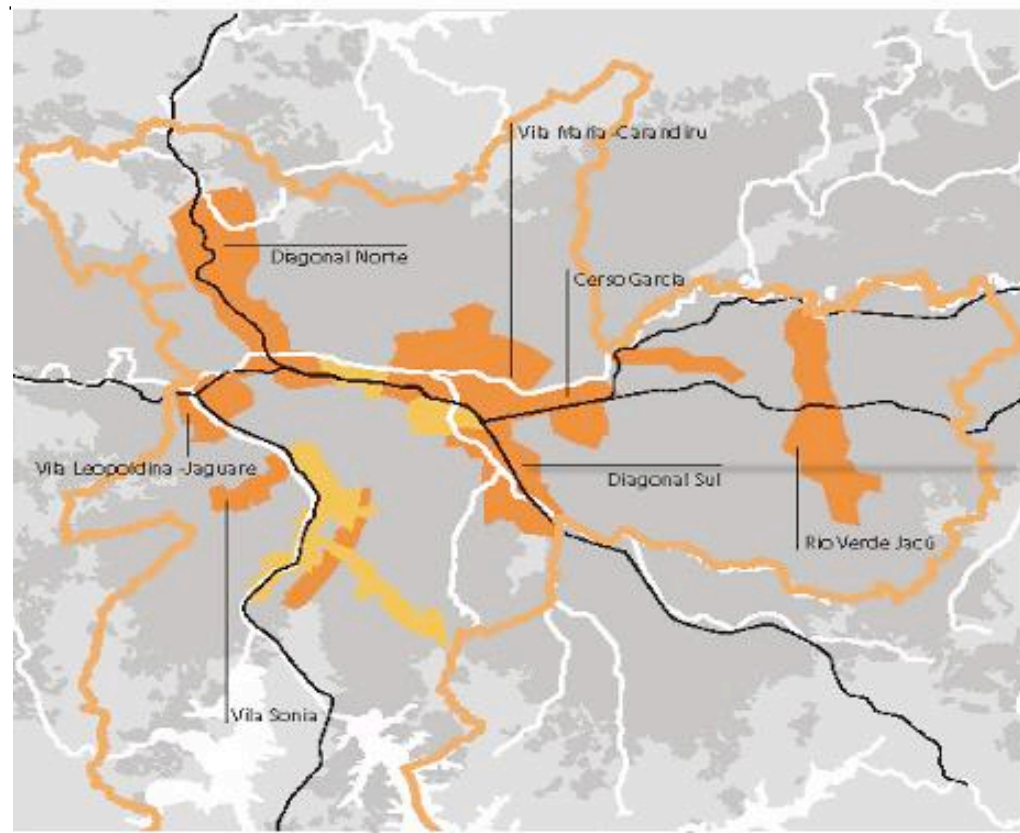 Vila Maria-Carandiru
Diagonal Norte
Cerso Garcia
Vila Leopoldina-Jaguare
Diagonal Sul
Rio Verde Jacú
Vila Sonia